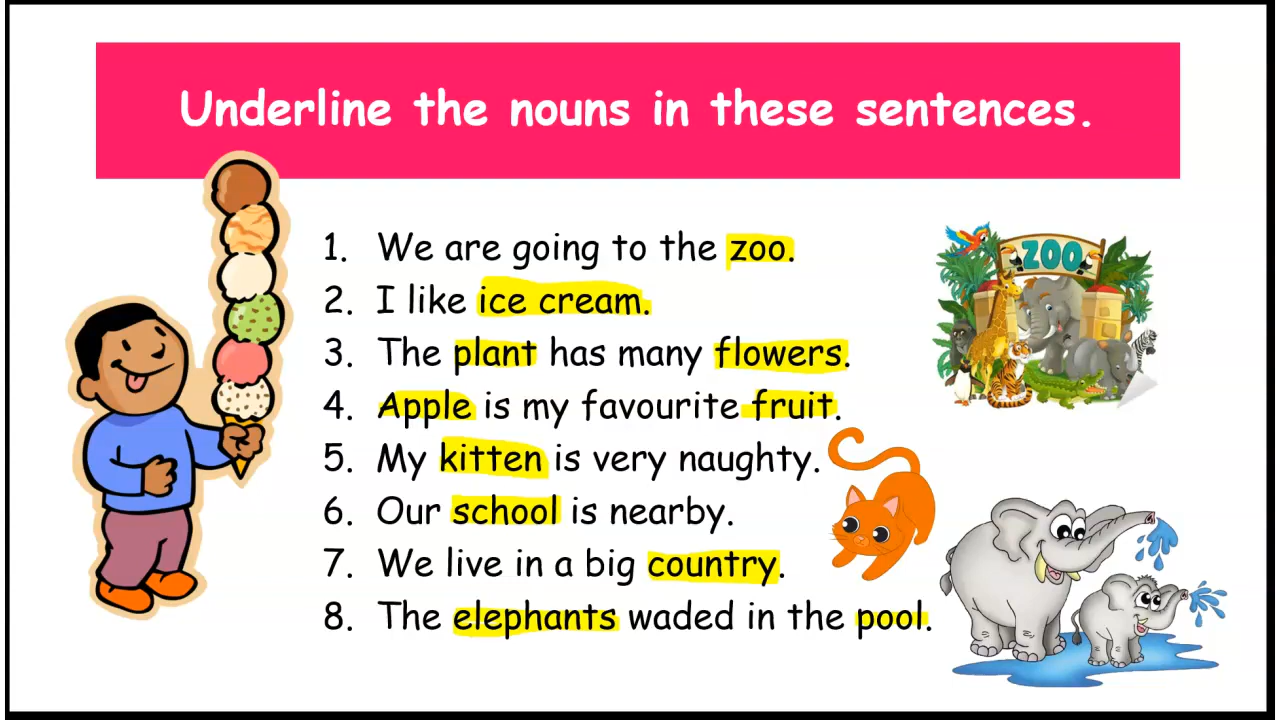 Underline the nouns in these sentences.
1. We are going to the zoo.
2. I like ice cream.
3. The plant has many flowers.
4. Apple is my favourite fruit.
5. My kitten is very naughty.
6. Our school is nearby.
7. We live in a big country.
8. The elephants waded in the pool.
ZOO